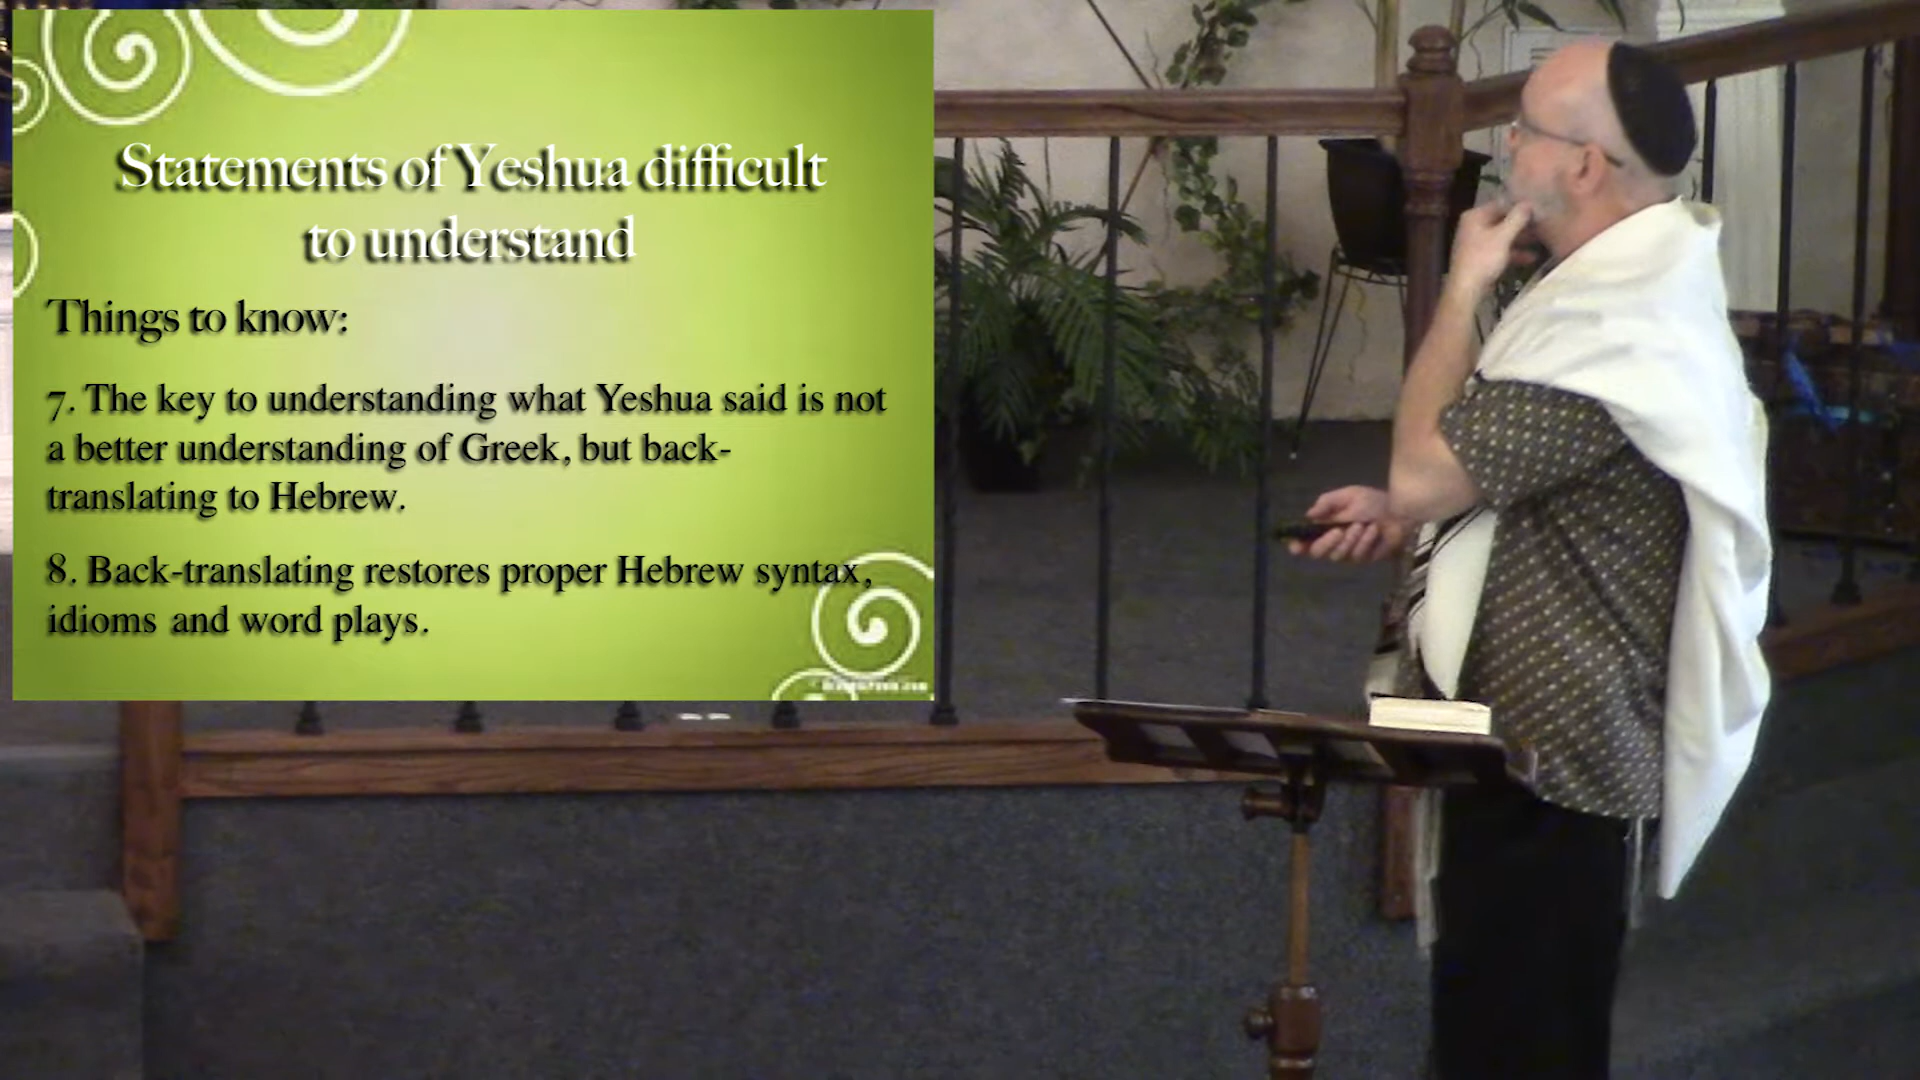 Statements of Yeshua difficult
to understand
Things to know:
7. The key to understanding what Yeshua said is not
a better understanding of Greek, but back-
translating to Hebrew.
8. Back-translating restores proper Hebrew syntax,
idioms and word plays.